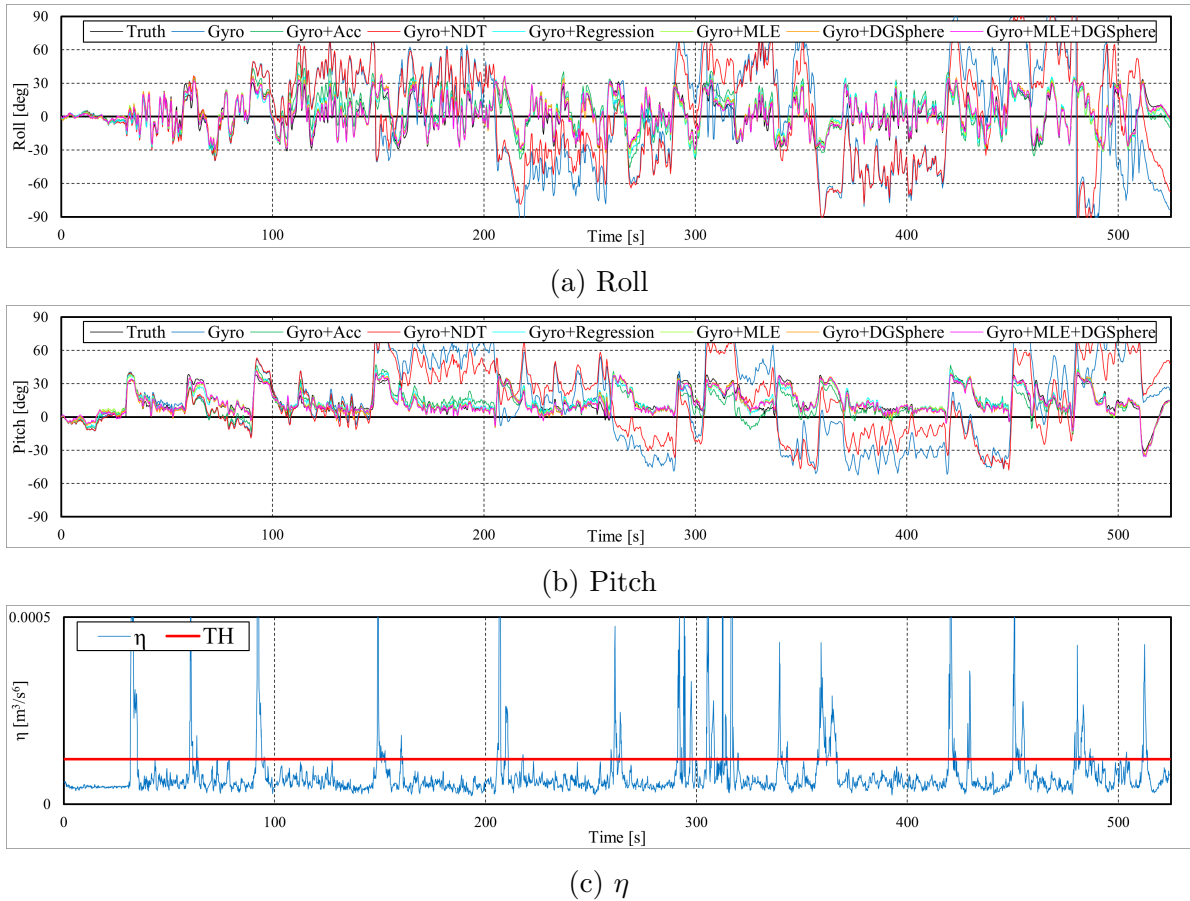 90
Truth Gyro Gyro+Acc Gyro+NDT Gyro+Regression Gyro+MLE Gyro+DGSphere Gyro+MLE+DGSphere
60
30
0
-30
-60
-90
Roll [deg]
0 100 200 300 400 500
Time [s]
(a) Roll
90
Truth Gyro Gyro+Acc Gyro+NDT Gyro+Regression Gyro+MLE Gyro+DGSphere Gyro+MLE+DGSphere
60
30
0
-30
-60
-90
Pitch [deg]
0 100 200 300 400 500
Time [s]
(b) Pitch
0.0005
η TH
η [m³/s⁶]
0
0 100 200 300 400 500
Time [s]
(c) η